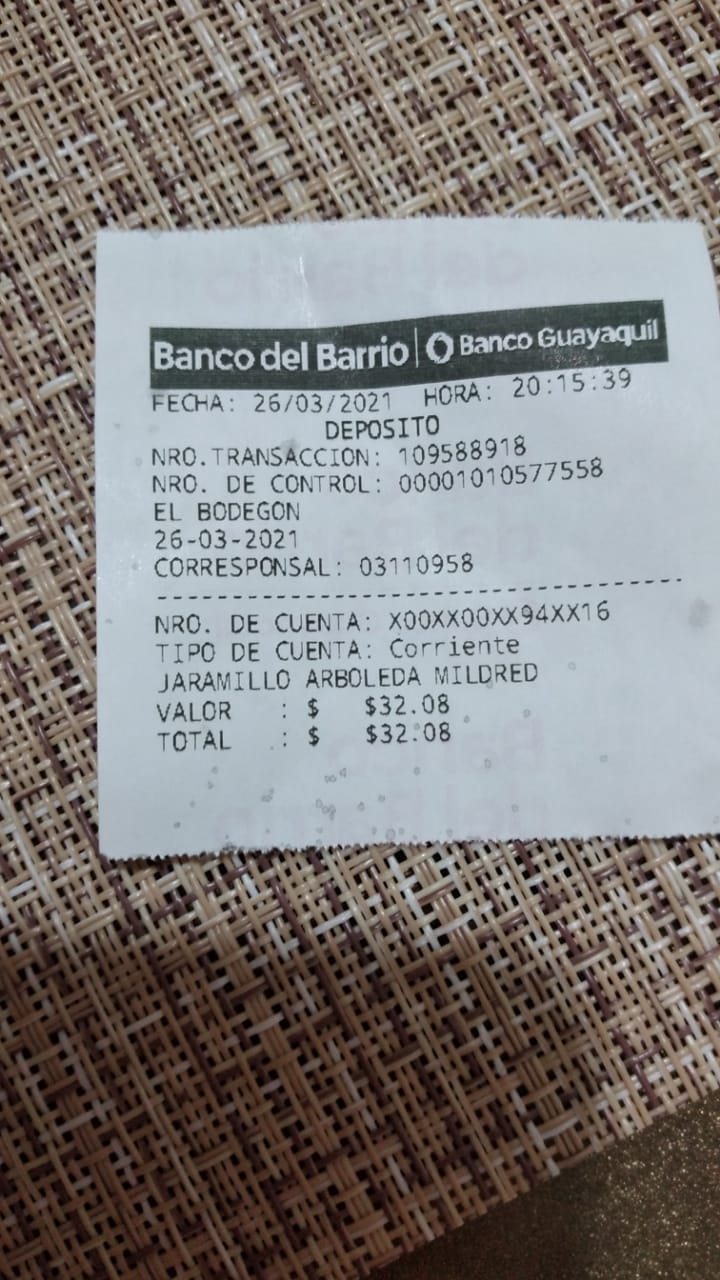 Banco del Barrio | Banco Guayaquil
FECHA: 26/03/2021 HORA: 20:15:39
DEPOSITO
NRO.TRANSACCION: 109588918
NRO. DE CONTROL: 00001010577558
EL BODEGON
26-03-2021
CORRESPONSAL: 03110958
NRO. DE CUENTA: X00XX00XX94XX16
TIPO DE CUENTA: Corriente
JARAMILLO ARBOLEDA MILDRED
VALOR : $ $32.08
TOTAL : $ $32.08